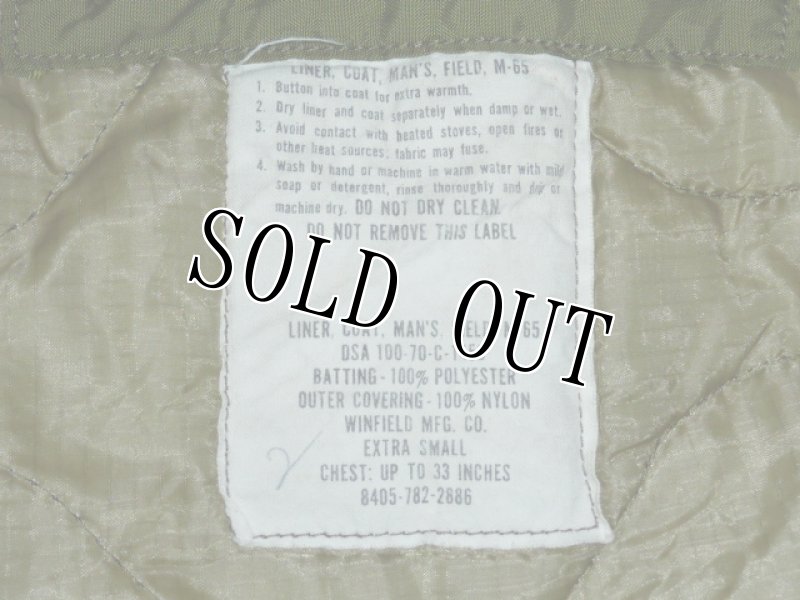 LINER, COAT, MAN'S, FIELD, M-65
1. Button into coat for extra warmth.
2. Dry liner and coat separately when damp or wet.
3. Avoid contact with heated stoves, open fires or
other heat sources; fabric may fuse.
4. Wash by hand or machine in warm water with mild
soap or detergent, rinse thoroughly and drip or
machine dry. DO NOT DRY CLEAN.
DO NOT REMOVE THIS LABEL
SOLD OUT
LINER, COAT, MAN'S,
DSA 100-70-C-
BATTING - 100% POLYESTER
OUTER COVERING - 100% NYLON
WINFIELD MFG. CO.
EXTRA SMALL
CHEST: UP TO 33 INCHES
8405-782-2886
2